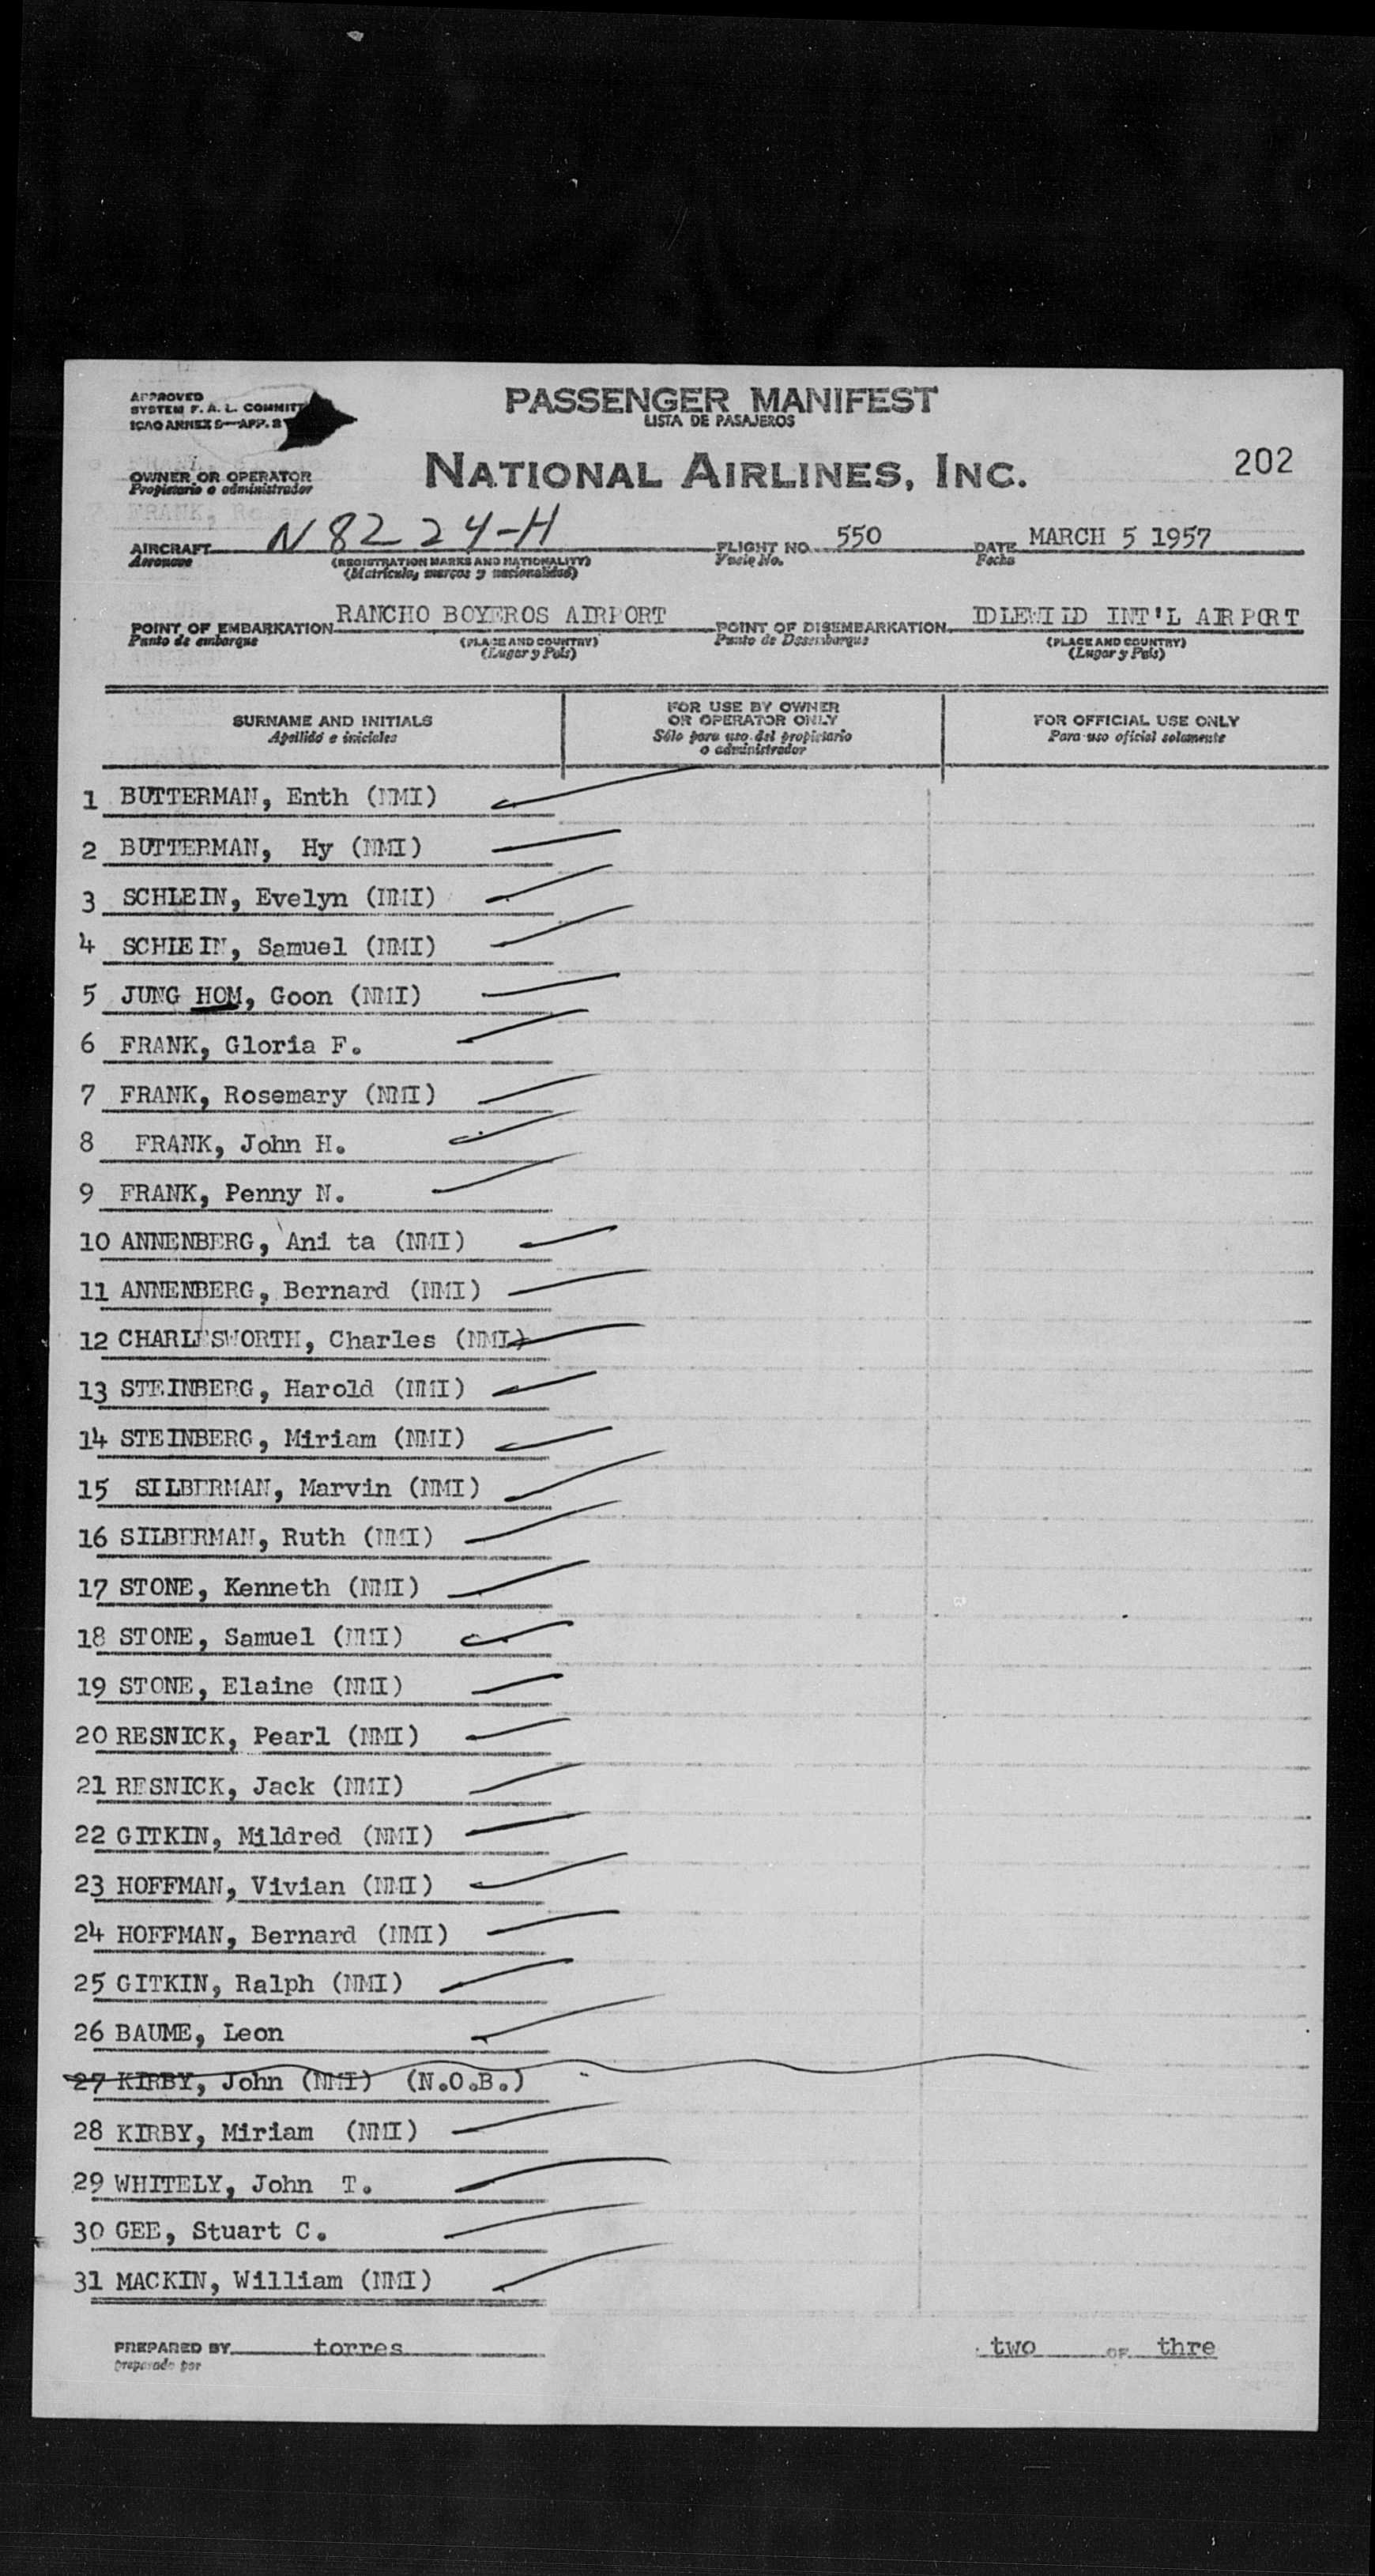 APPROVED
SYSTEM F. A. L. COMMITT
ICAO ANNEX 9—APP. 2
PASSENGER MANIFEST
LISTA DE PASAJEROS
NATIONAL AIRLINES, INC.
202
OWNER OR OPERATOR
Propietario o administrador
AIRCRAFT N 8224-H FLIGHT NO. 550 DATE MARCH 5 1957
Aeronave (REGISTRATION MARKS AND NATIONALITY) Vuelo No. Fecha
(Matricula, marcas y nacionalidad)
POINT OF EMBARKATION RANCHO BOYEROS AIRPORT POINT OF DISEMBARKATION IDLEWILD INT'L AIRPORT
Punto de embarque (PLACE AND COUNTRY) Punto de Desembarque (PLACE AND COUNTRY)
(Lugar y País) (Lugar y País)
SURNAME AND INITIALS
Apellido e iniciales
FOR USE BY OWNER
OR OPERATOR ONLY
Sólo para uso del propietario
o administrador
FOR OFFICIAL USE ONLY
Para uso oficial solamente
1 BUTTERMAN, Enth (NMI)
2 BUTTERMAN, Hy (NMI)
3 SCHLEIN, Evelyn (NMI)
4 SCHLEIN, Samuel (NMI)
5 JUNG HOM, Goon (NMI)
6 FRANK, Gloria F.
7 FRANK, Rosemary (NMI)
8 FRANK, John H.
9 FRANK, Penny N.
10 ANNENBERG, Ani ta (NMI)
11 ANNENBERG, Bernard (NMI)
12 CHARLESWORTH, Charles (NMI)
13 STEINBERG, Harold (NMI)
14 STEINBERG, Miriam (NMI)
15 SILBERMAN, Marvin (NMI)
16 SILBERMAN, Ruth (NMI)
17 STONE, Kenneth (NMI)
18 STONE, Samuel (NMI)
19 STONE, Elaine (NMI)
20 RESNICK, Pearl (NMI)
21 RESNICK, Jack (NMI)
22 GITKIN, Mildred (NMI)
23 HOFFMAN, Vivian (NMI)
24 HOFFMAN, Bernard (NMI)
25 GITKIN, Ralph (NMI)
26 BAUME, Leon
27 KIRBY, John (NMI) (N.O.B.)
28 KIRBY, Miriam (NMI)
29 WHITELY, John T.
30 GEE, Stuart C.
31 MACKIN, William (NMI)
PREPARED BY torres two OF thre
preparado por